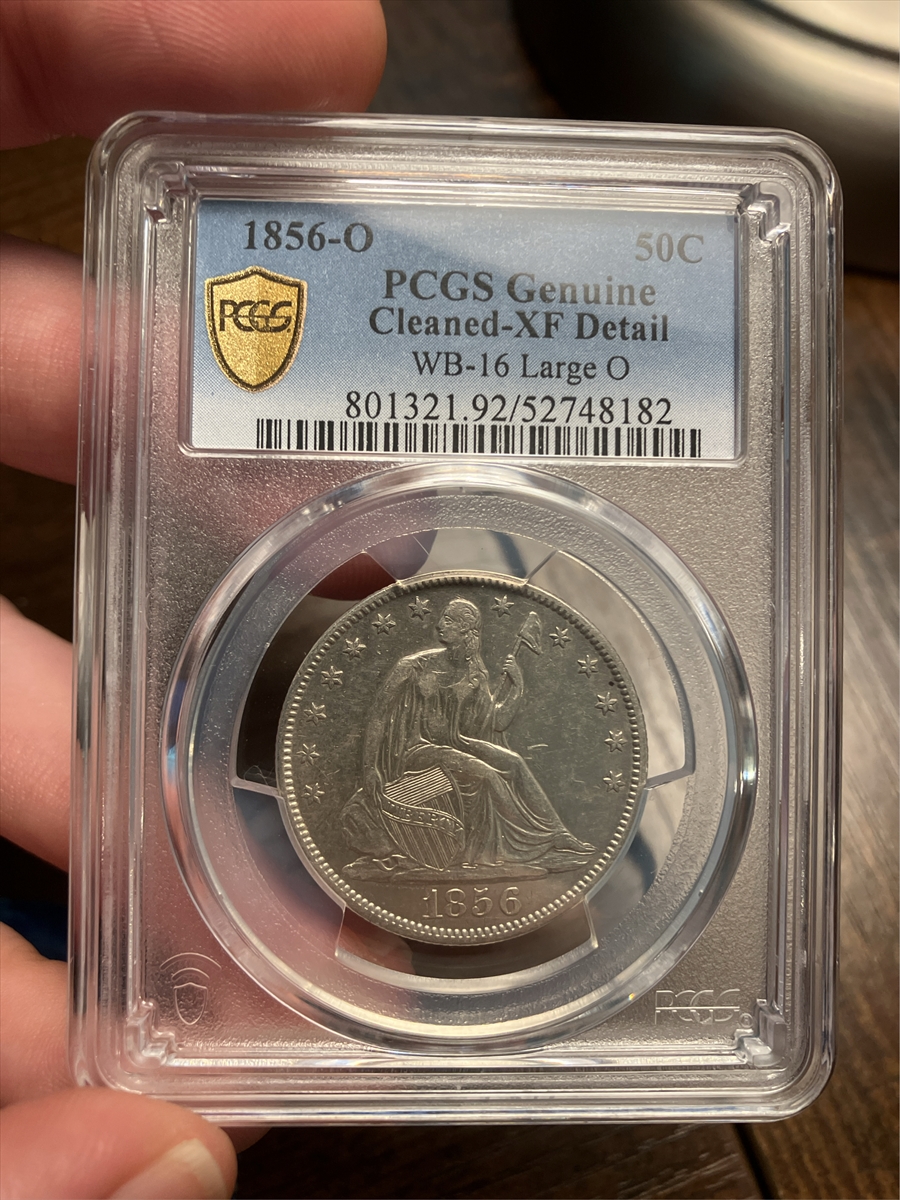 1856-O 50C
PCGS Genuine
PCGS
Cleaned-XF Detail
WB-16 Large O
801321.92/52748182
LIBERTY
1856
PCGS